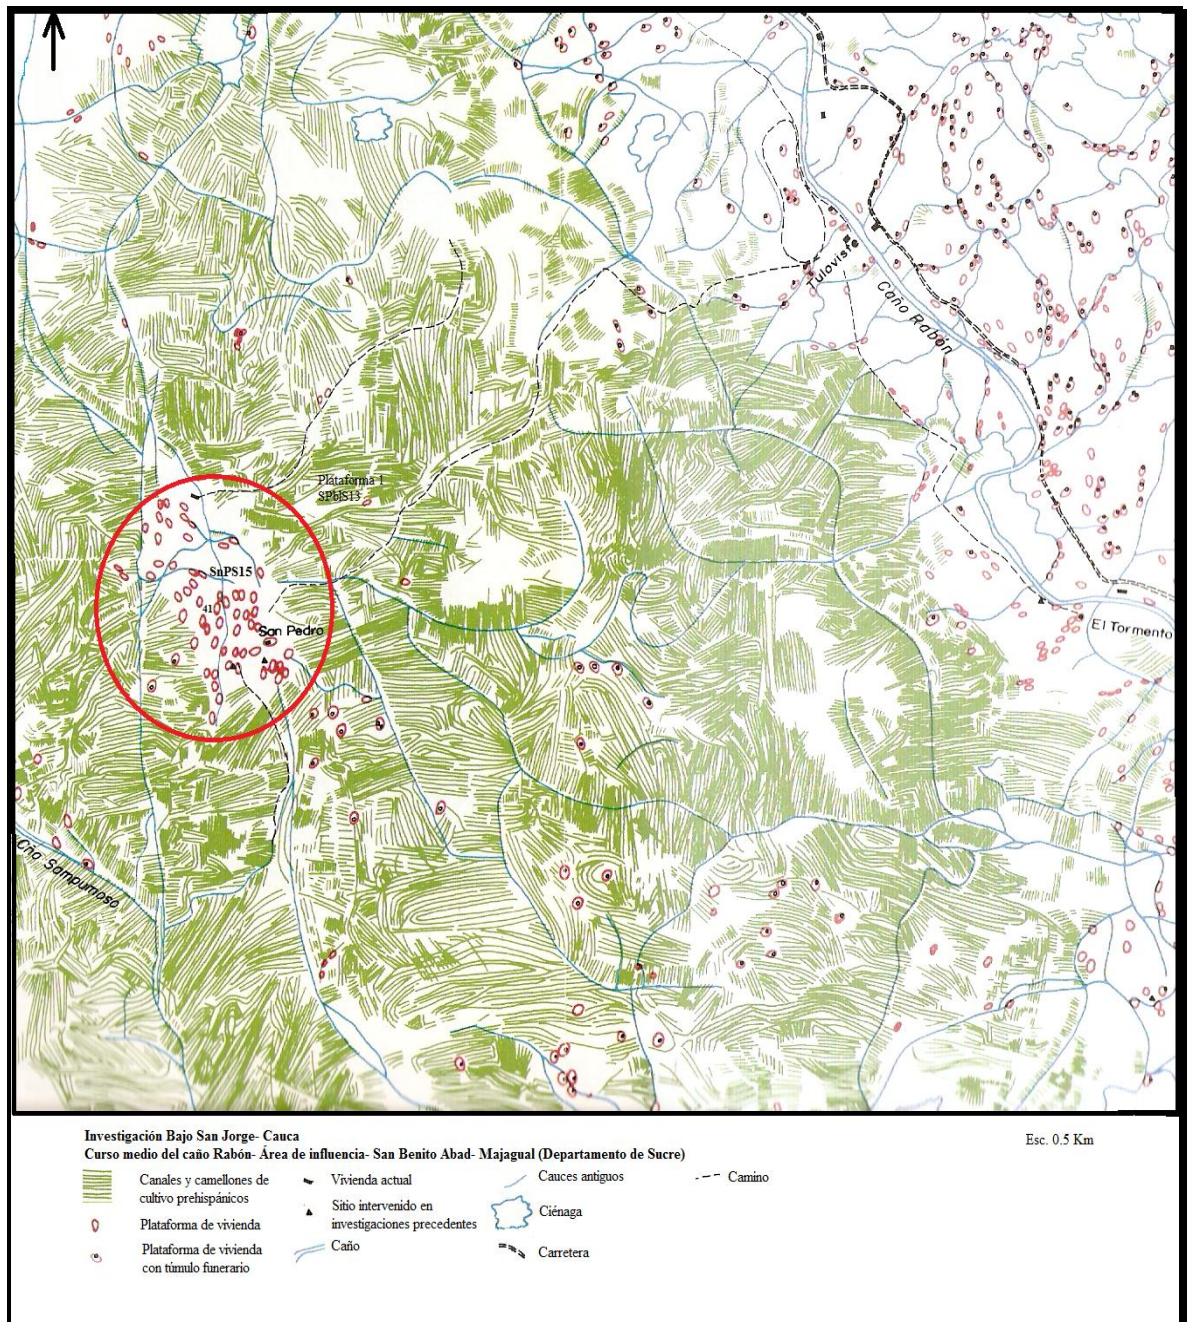 Tulovisto
Caño Rabón
Plataforma 1
SPbJS13
SnPS15
41
San Pedro
El Tormento
Cño Sampumoso
Investigación Bajo San Jorge- Cauca
Esc. 0.5 Km
Curso medio del caño Rabón- Área de influencia- San Benito Abad- Majagual (Departamento de Sucre)
Canales y camellones de
cultivo prehispánicos
Plataforma de vivienda
Plataforma de vivienda
con túmulo funerario
Vivienda actual
Sitio intervenido en
investigaciones precedentes
Caño
Cauces antiguos
Ciénaga
Carretera
Camino